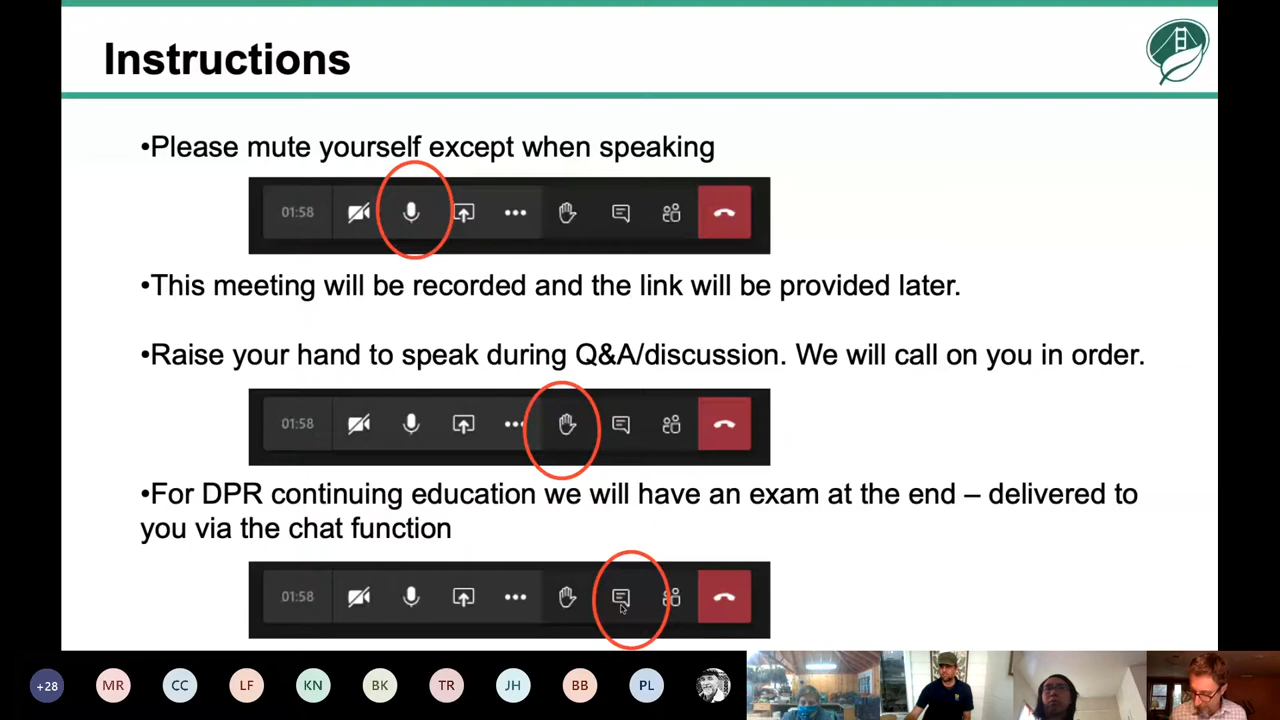 Instructions
•Please mute yourself except when speaking
01:58
•This meeting will be recorded and the link will be provided later.
•Raise your hand to speak during Q&A/discussion. We will call on you in order.
01:58
•For DPR continuing education we will have an exam at the end – delivered to
you via the chat function
01:58
+28 MR CC LF KN BK TR JH BB PL